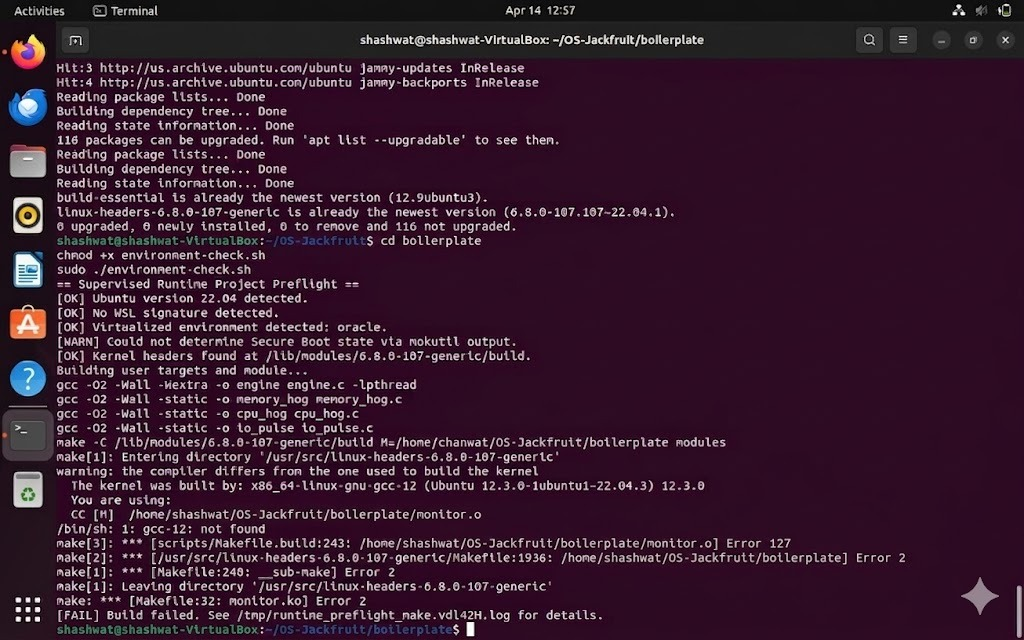 Activities
Terminal
Apr 14 12:57
shashwat@shashwat-VirtualBox: ~/OS-Jackfruit/boilerplate
Hit:3 http://us.archive.ubuntu.com/ubuntu jammy-updates InRelease
Hit:4 http://us.archive.ubuntu.com/ubuntu jammy-backports InRelease
Reading package lists... Done
Building dependency tree... Done
Reading state information... Done
116 packages can be upgraded. Run 'apt list --upgradable' to see them.
Reading package lists... Done
Building dependency tree... Done
Reading state information... Done
build-essential is already the newest version (12.9ubuntu3).
linux-headers-6.8.0-107-generic is already the newest version (6.8.0-107.107~22.04.1).
0 upgraded, 0 newly installed, 0 to remove and 116 not upgraded.
shashwat@shashwat-VirtualBox:~/OS-Jackfruit$ cd bollerplate
chmod +x environment-check.sh
sudo ./environment-check.sh
== Supervised Runtime Project Preflight ==
[OK] Ubuntu version 22.04 detected.
[OK] No WSL signature detected.
[OK] Virtualized environment detected: oracle.
[WARN] Could not determine Secure Boot state via mokutil output.
[OK] Kernel headers found at /lib/modules/6.8.0-107-generic/build.
Building user targets and module...
gcc -O2 -Wall -Wextra -o engine engine.c -lpthread
gcc -O2 -Wall -static -o memory_hog memory_hog.c
gcc -O2 -Wall -static -o cpu_hog cpu_hog.c
gcc -O2 -Wall -static -o io_pulse io_pulse.c
make -C /lib/modules/6.8.0-107-generic/build M=/home/chanwat/OS-Jackfruit/boilerplate modules
make[1]: Entering directory '/usr/src/linux-headers-6.8.0-107-generic'
warning: the compiler differs from the one used to build the kernel
The kernel was built by: x86_64-linux-gnu-gcc-12 (Ubuntu 12.3.0-1ubuntu1~22.04.3) 12.3.0
You are using:
CC [M] /home/shashwat/OS-Jackfruit/boilerplate/monitor.o
/bin/sh: 1: gcc-12: not found
make[3]: *** [scripts/Makefile.build:243: /home/shashwat/OS-Jackfruit/boilerplate/monitor.o] Error 127
make[2]: *** [/usr/src/linux-headers-6.8.0-107-generic/Makefile:1936: /home/shashwat/OS-Jackfruit/boilerplate] Error 2
make[1]: *** [Makefile:240: __sub-make] Error 2
make[1]: Leaving directory '/usr/src/linux-headers-6.8.0-107-generic'
make: *** [Makefile:32: monitor.ko] Error 2
[FAIL] Build failed. See /tmp/runtime_preflight_make.vdl42H.log for details.
shashwat@shashwat-VirtualBox:~/OS-Jackfruit/boilerplate$